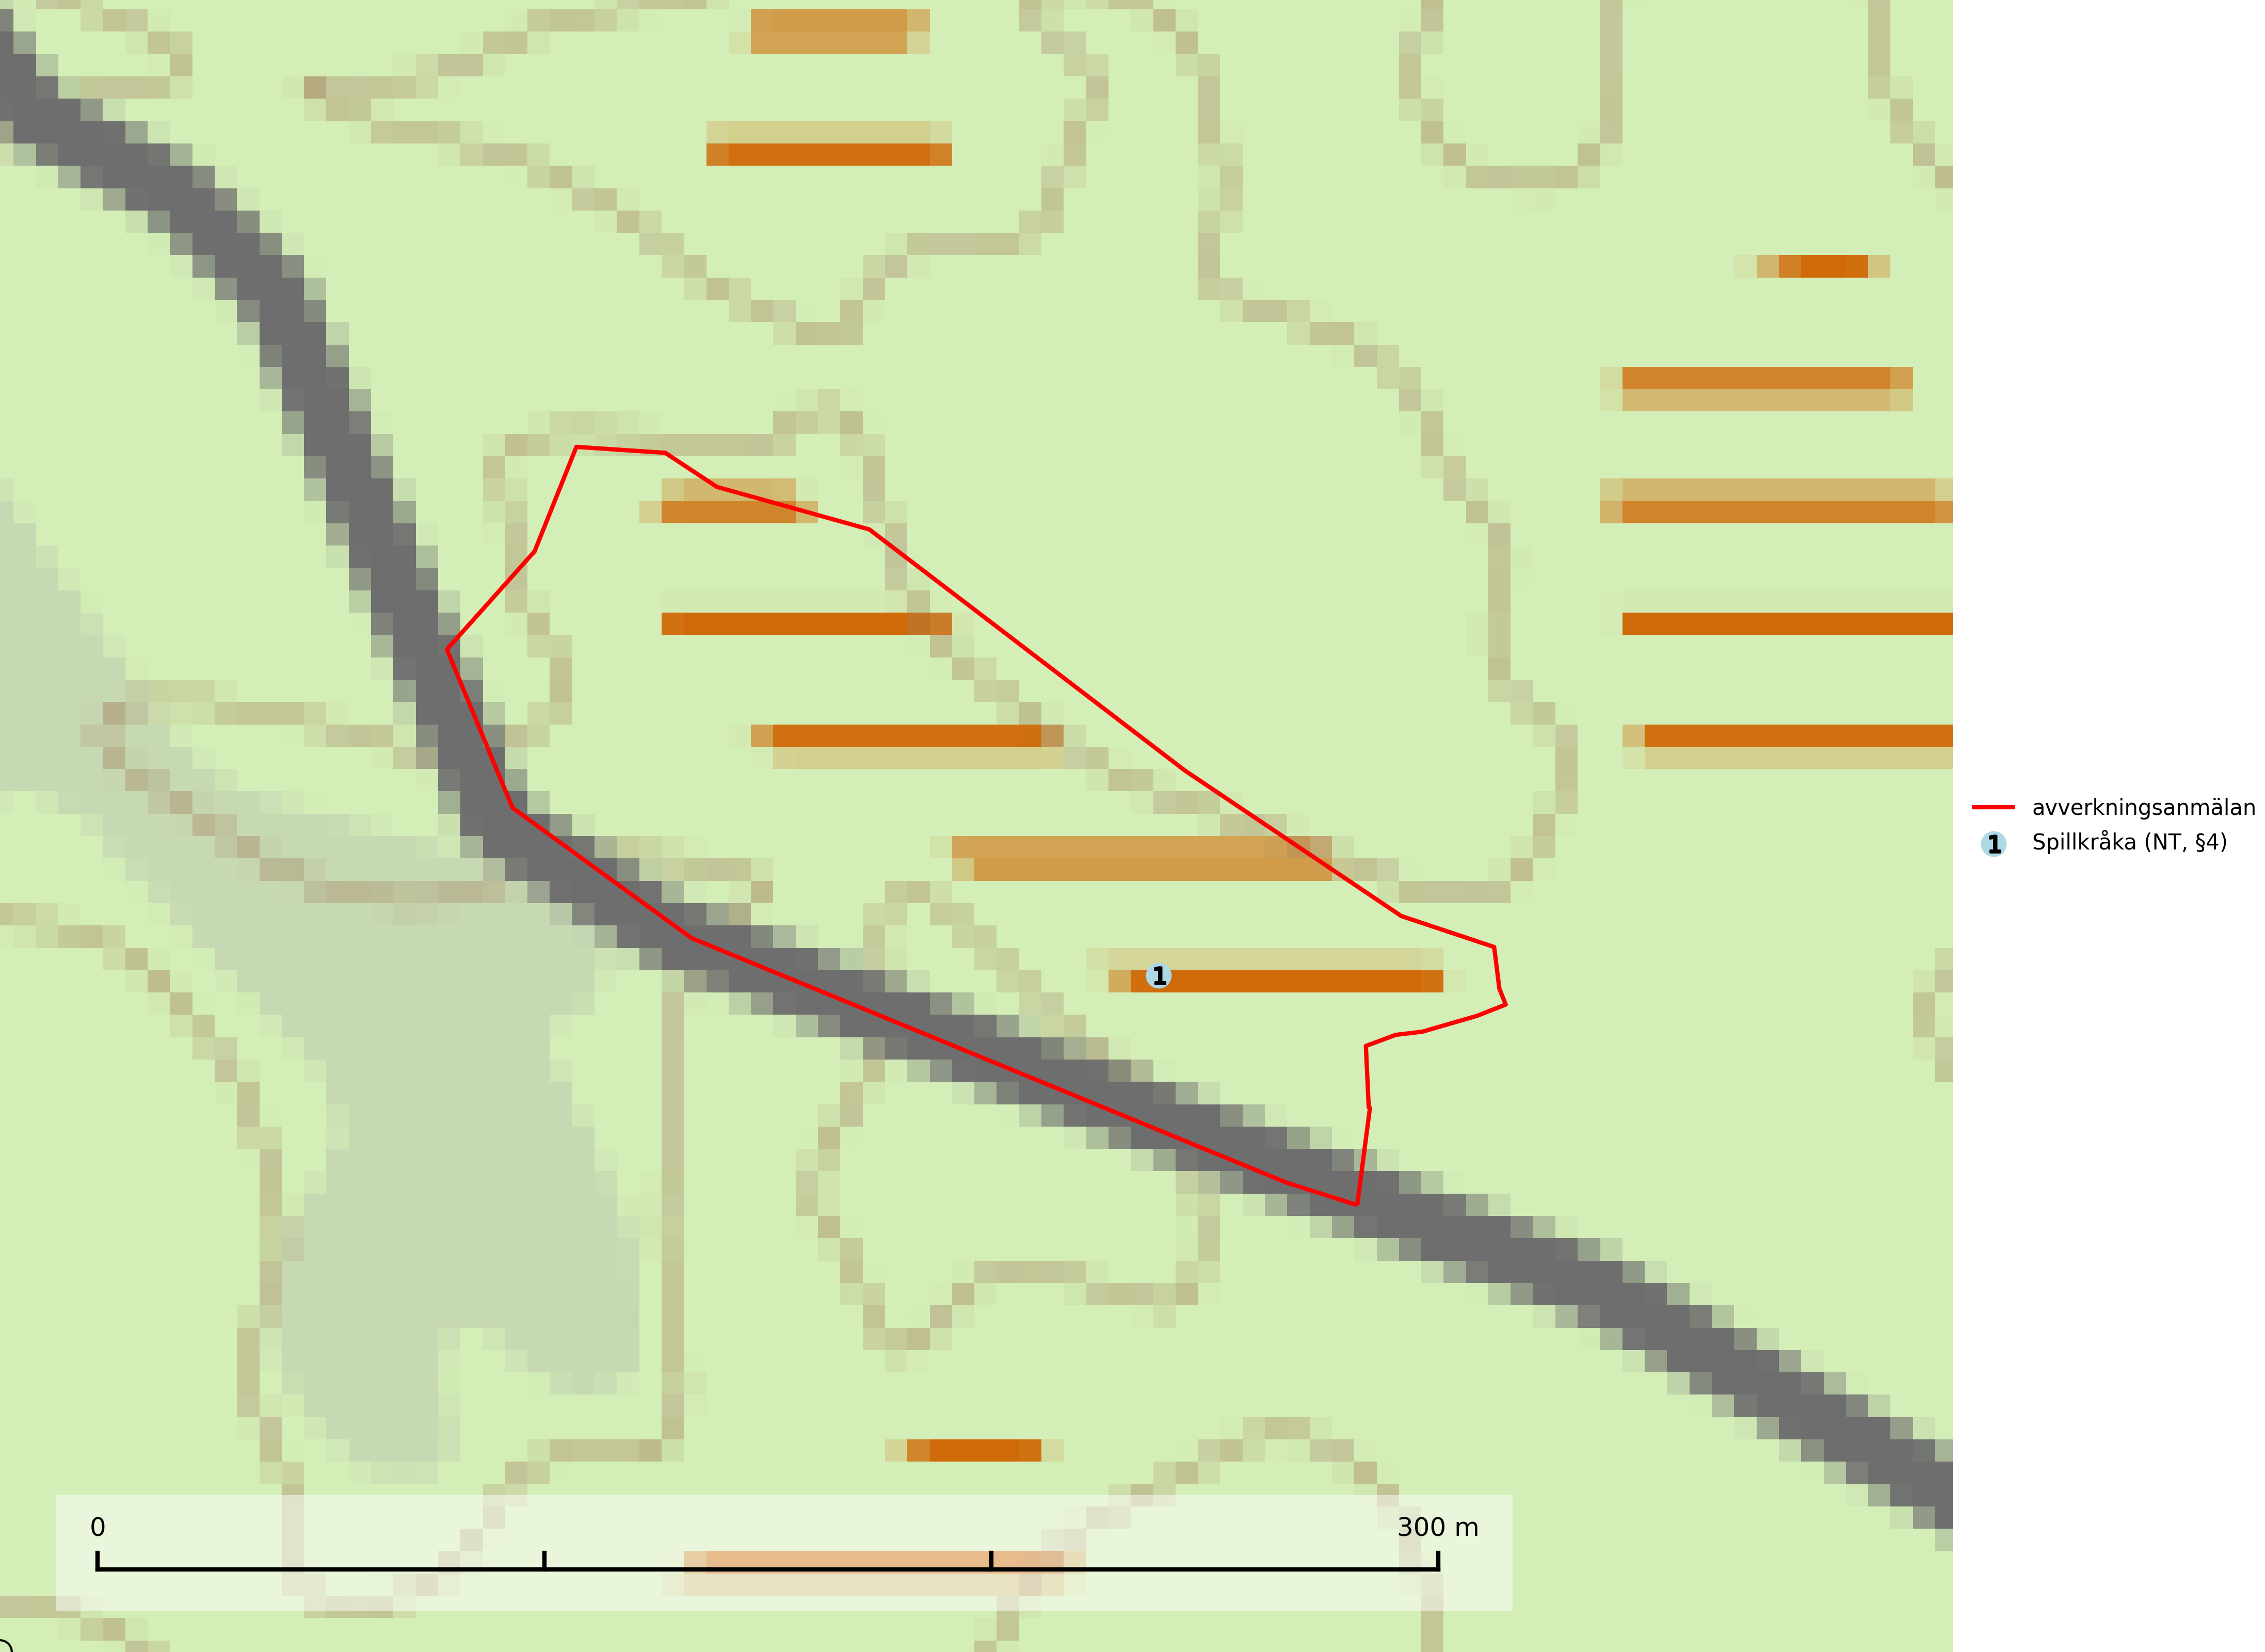 1
avverkningsanmälan
1 Spillkråka (NT, §4)
0 300 m